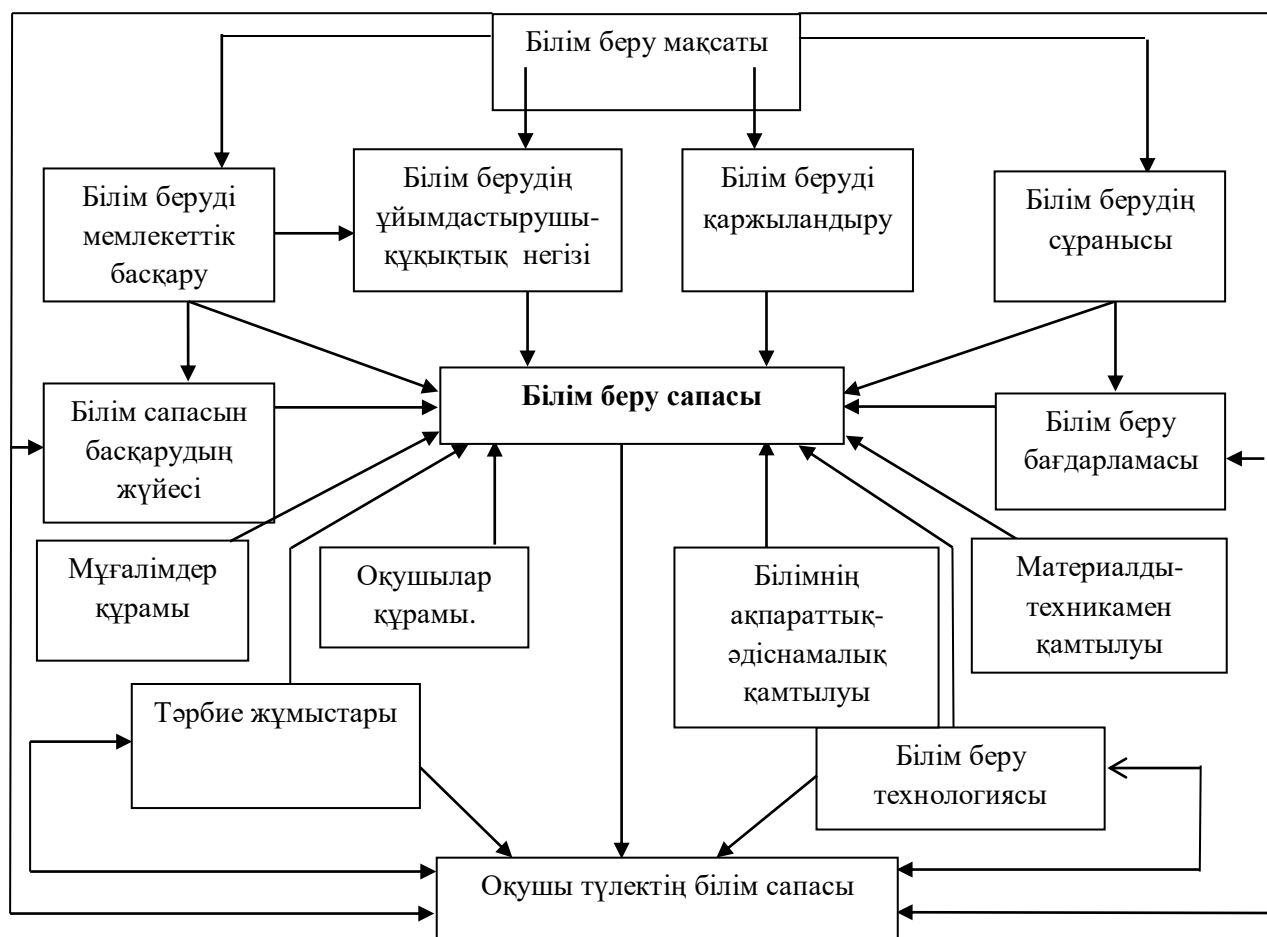 Білім беру мақсаты
Білім беруді
мемлекеттік
басқару
Білім берудің
ұйымдастырушы-
құқықтық негізі
Білім беруді
қаржыландыру
Білім берудің
сұранысы
Білім сапасын
басқарудың
жүйесі
Білім беру сапасы
Білім беру
бағдарламасы
Мұғалімдер
құрамы
Оқушылар
құрамы.
Білімнің
ақпараттық-
әдіснамалық
қамтылуы
Материалды-
техникамен
қамтылуы
Тәрбие жұмыстары
Білім беру
технологиясы
Оқушы түлектің білім сапасы